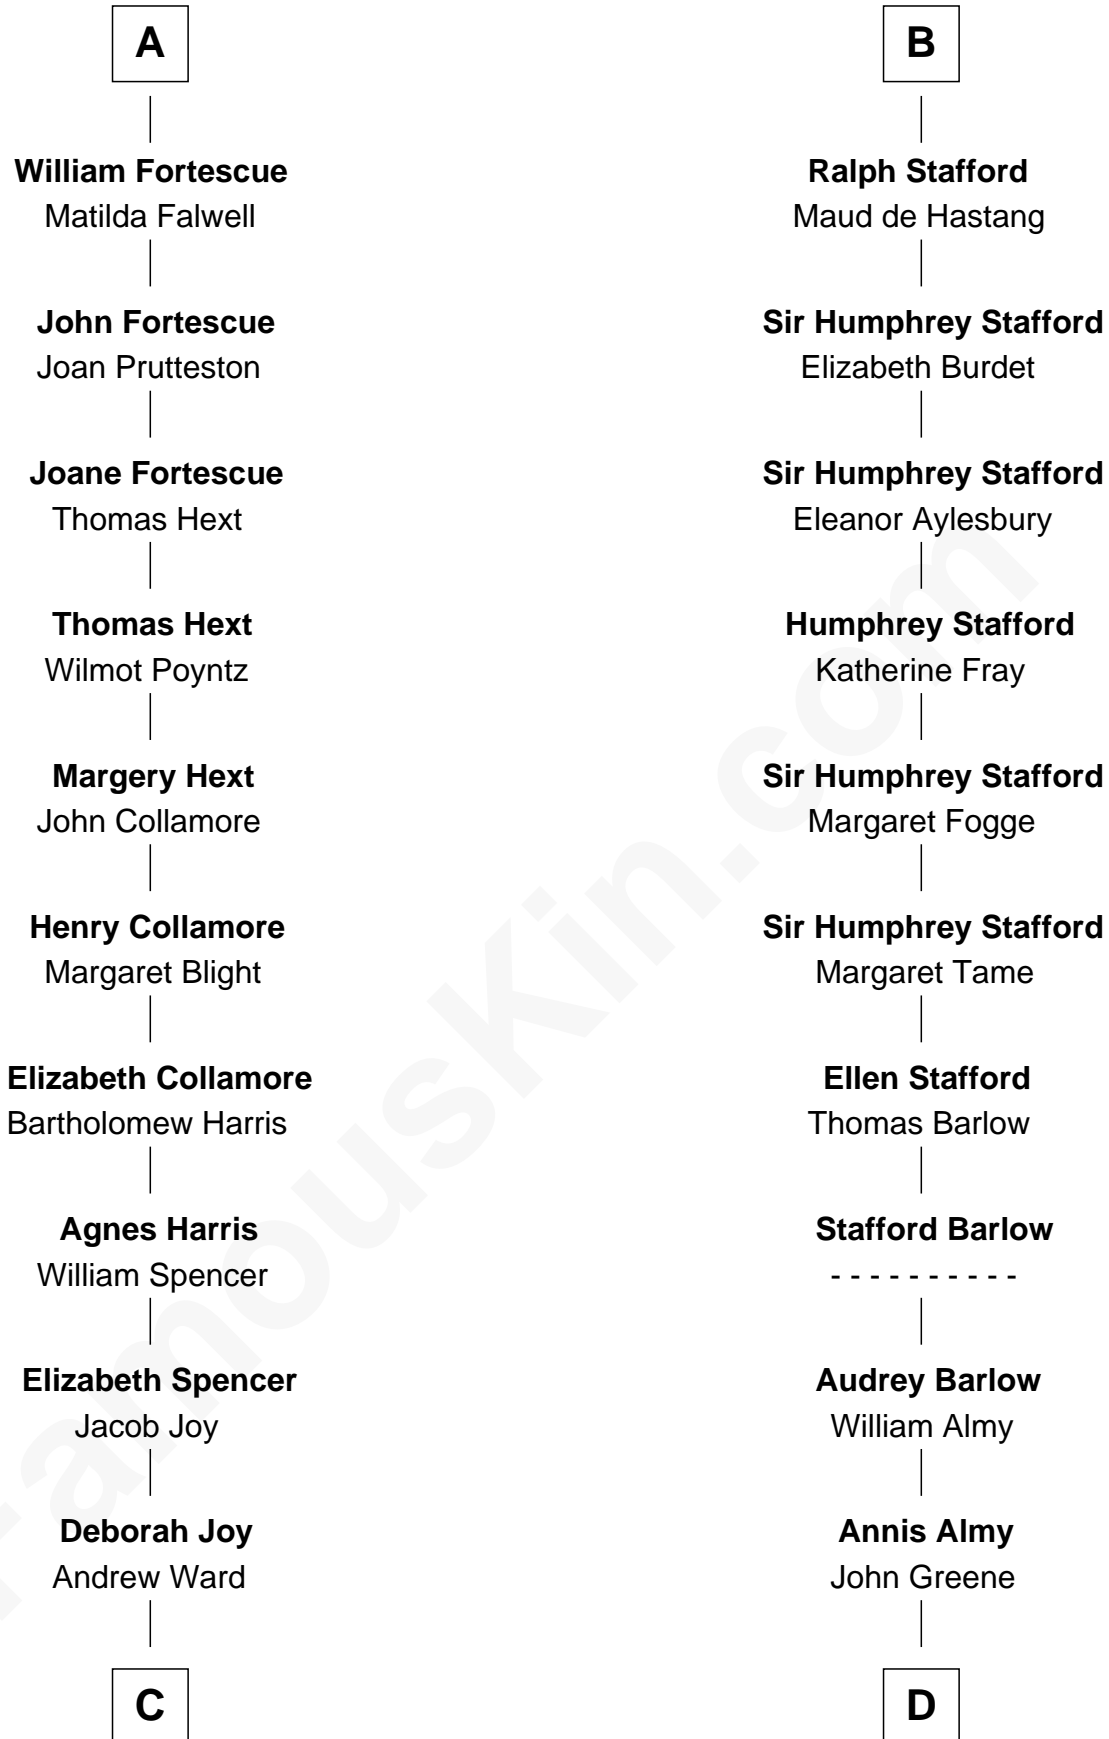 A
William Fortescue
Matilda Falwell
John Fortescue
Joan Prutteston
Joane Fortescue
Thomas Hext
Thomas Hext
Wilmot Poyntz
Margery Hext
John Collamore
Henry Collamore
Margaret Blight
Elizabeth Collamore
Bartholomew Harris
Agnes Harris
William Spencer
Elizabeth Spencer
Jacob Joy
Deborah Joy
Andrew Ward
C
B
Ralph Stafford
Maud de Hastang
Sir Humphrey Stafford
Elizabeth Burdet
Sir Humphrey Stafford
Eleanor Aylesbury
Humphrey Stafford
Katherine Fray
Sir Humphrey Stafford
Margaret Fogge
Sir Humphrey Stafford
Margaret Tame
Ellen Stafford
Thomas Barlow
Stafford Barlow
- - - - - - - - - -
Audrey Barlow
William Almy
Annis Almy
John Greene
D
FamousKin.com